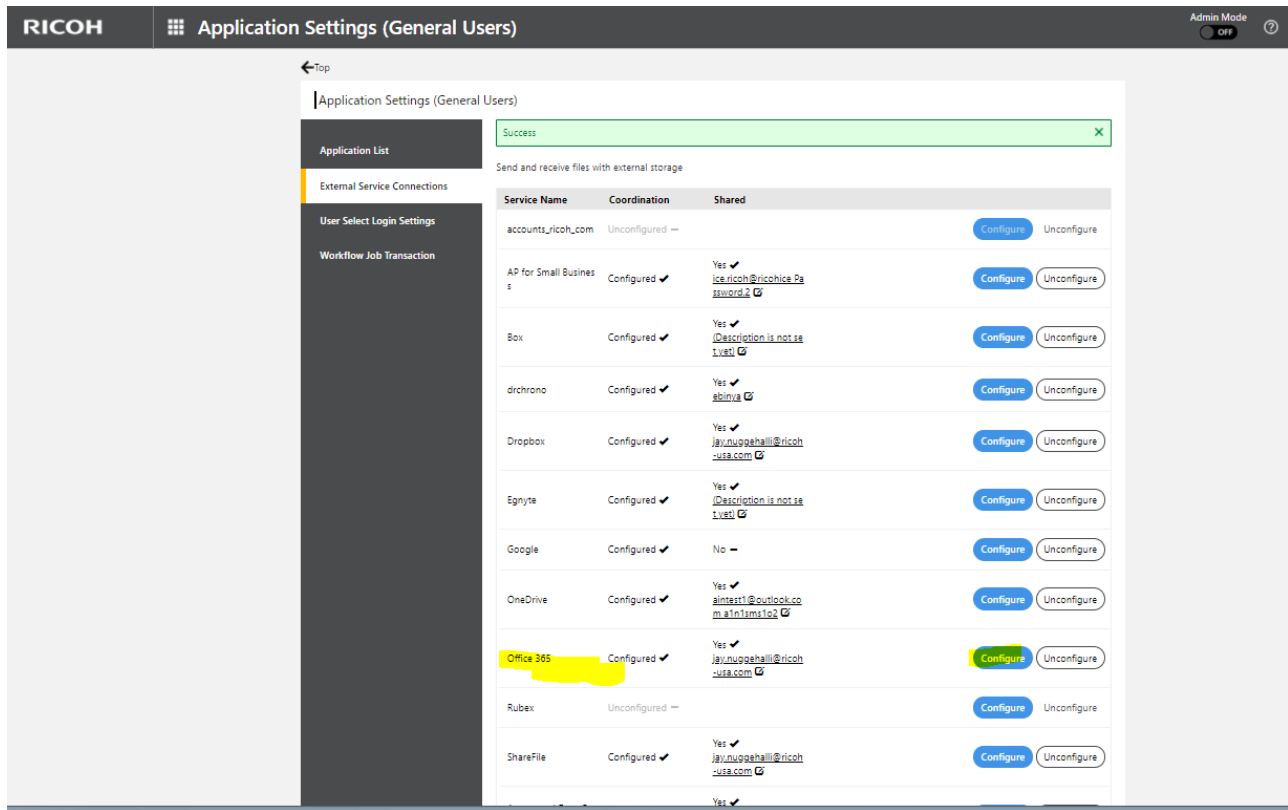 RICOH
Application Settings (General Users)
Admin Mode
OFF
Top
Application Settings (General Users)
Application List
External Service Connections
User Select Login Settings
Workflow Job Transaction
Success
Send and receive files with external storage
Service Name Coordination Shared
accounts_ricoh_com Unconfigured Configure Unconfigure
AP for Small Busines
s
Configured
Yes
ice.ricoh@ricohice Pa
ssword.2
Configure Unconfigure
Box Configured
Yes
(Description is not se
t yet)
Configure Unconfigure
drchrono Configured
Yes
ebinya
Configure Unconfigure
Dropbox Configured
Yes
jay.nuggehalli@ricoh
-usa.com
Configure Unconfigure
Egnyte Configured
Yes
(Description is not se
t yet)
Configure Unconfigure
Google Configured No Configure Unconfigure
OneDrive Configured
Yes
aintest1@outlook.co
m a1n1sms1o2
Configure Unconfigure
Office 365 Configured
Yes
jay.nuggehalli@ricoh
-usa.com
Configure Unconfigure
Rubex Unconfigured Configure Unconfigure
ShareFile Configured
Yes
jay.nuggehalli@ricoh
-usa.com
Configure Unconfigure
Yes